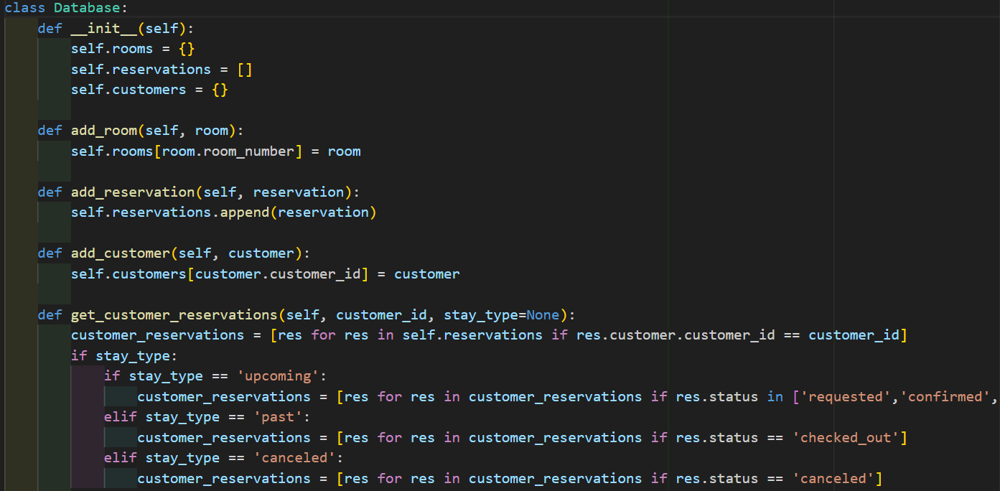 class Database:
    def __init__(self):
        self.rooms = {}
        self.reservations = []
        self.customers = {}

    def add_room(self, room):
        self.rooms[room.room_number] = room

    def add_reservation(self, reservation):
        self.reservations.append(reservation)

    def add_customer(self, customer):
        self.customers[customer.customer_id] = customer

    def get_customer_reservations(self, customer_id, stay_type=None):
        customer_reservations = [res for res in self.reservations if res.customer.customer_id == customer_id]
        if stay_type:
            if stay_type == 'upcoming':
                customer_reservations = [res for res in customer_reservations if res.status in ['requested','confirmed',
            elif stay_type == 'past':
                customer_reservations = [res for res in customer_reservations if res.status == 'checked_out']
            elif stay_type == 'canceled':
                customer_reservations = [res for res in customer_reservations if res.status == 'canceled']